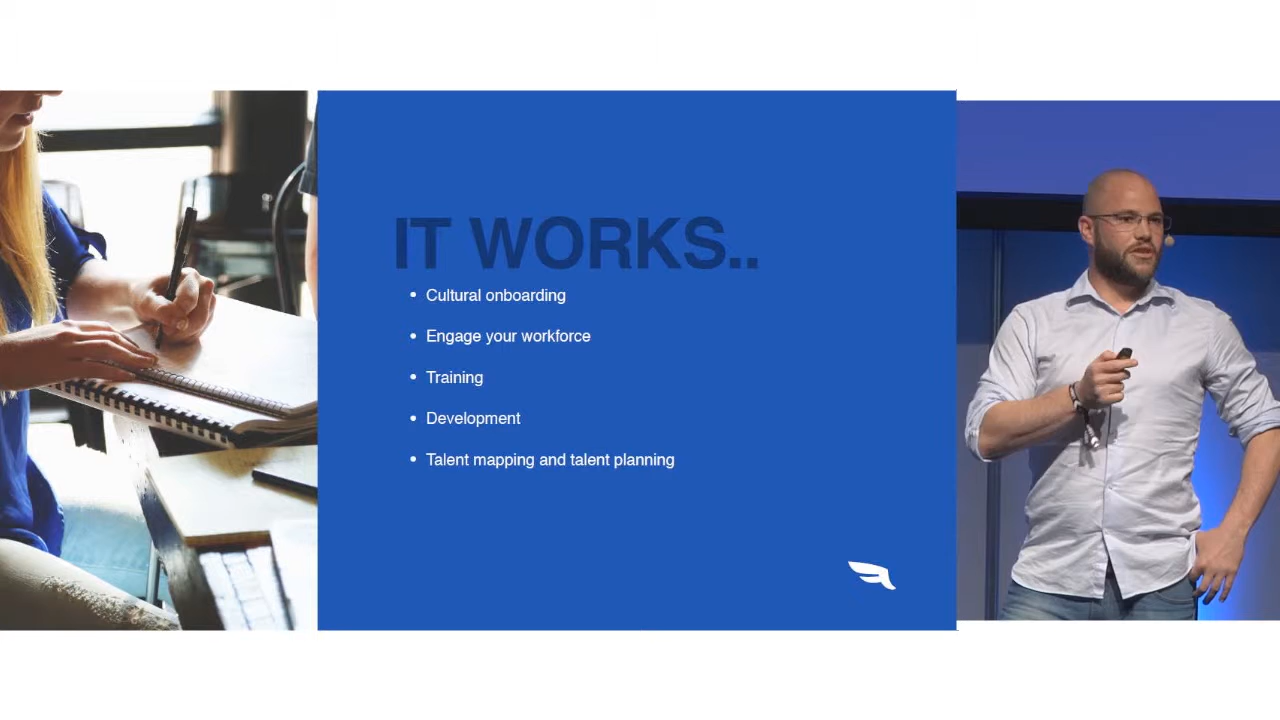 IT WORKS..
• Cultural onboarding
• Engage your workforce
• Training
• Development
• Talent mapping and talent planning